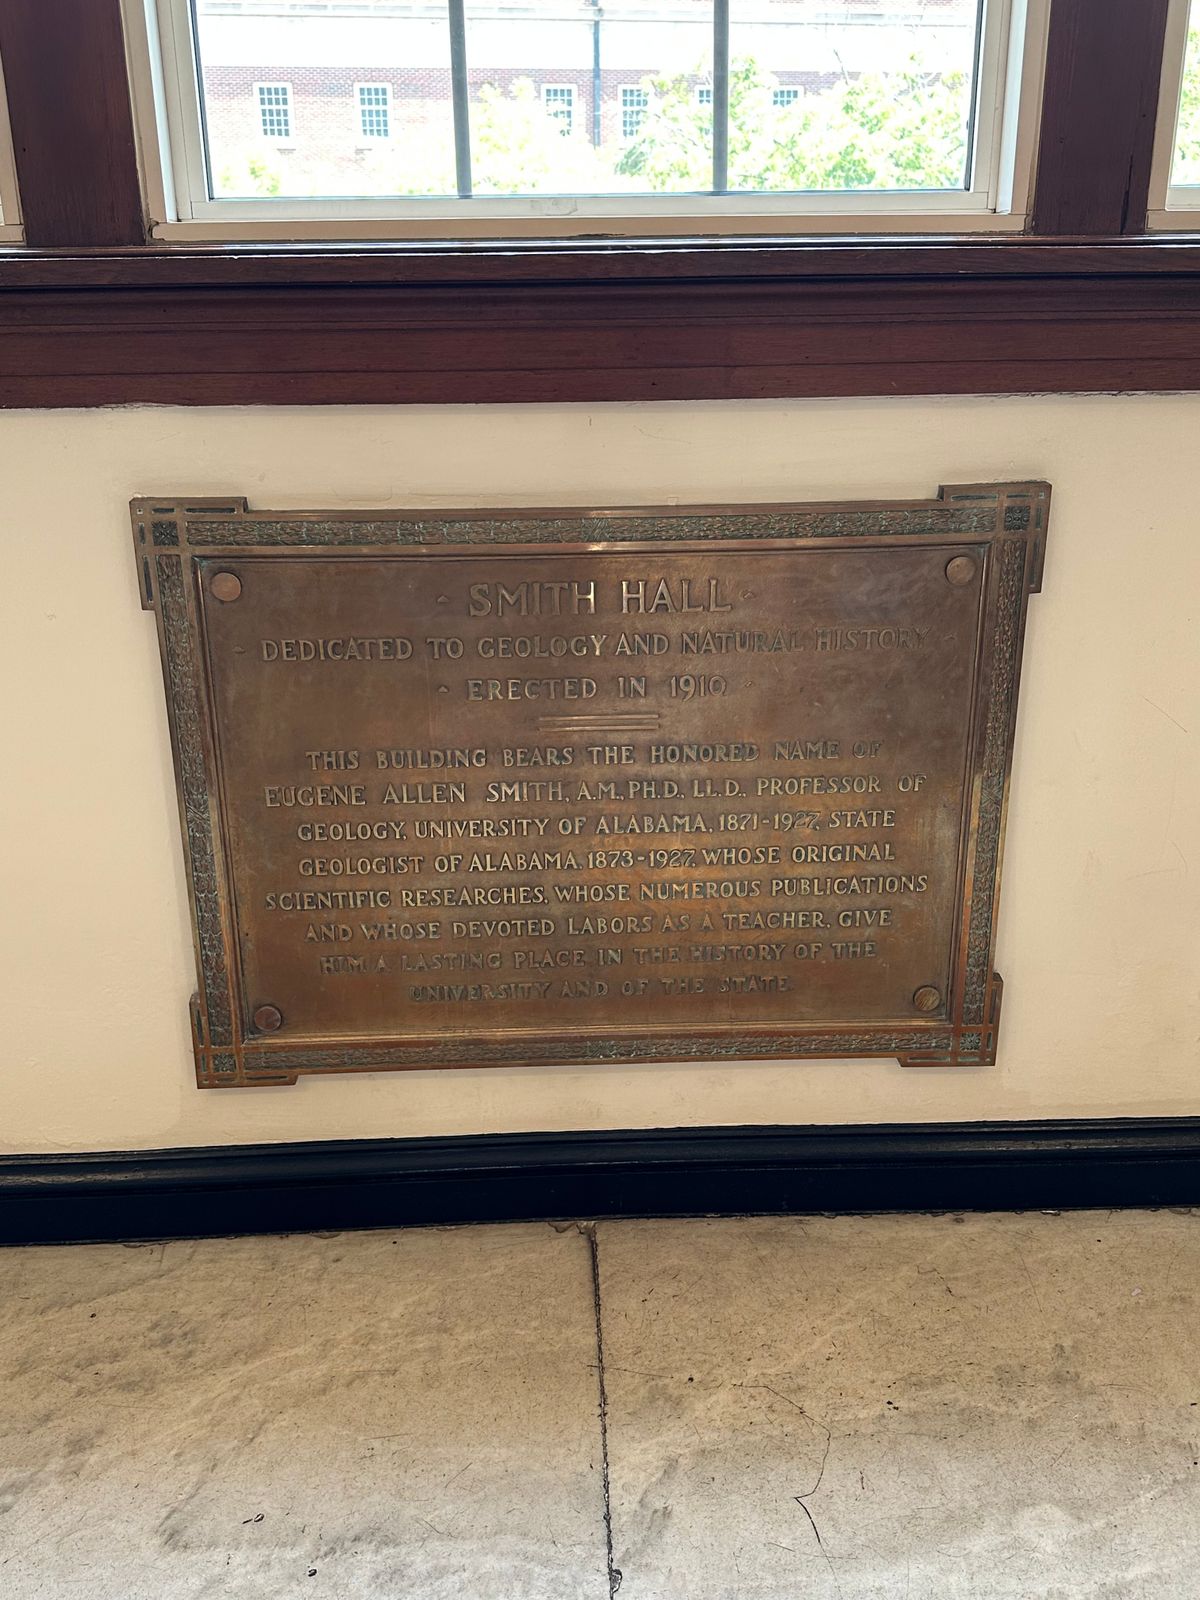 SMITH HALL
DEDICATED TO GEOLOGY AND NATURAL HISTORY
ERECTED IN 1910
THIS BUILDING BEARS THE HONORED NAME OF
EUGENE ALLEN SMITH, A.M., PH.D., LL.D., PROFESSOR OF
GEOLOGY, UNIVERSITY OF ALABAMA, 1871-1927, STATE
GEOLOGIST OF ALABAMA, 1873-1927, WHOSE ORIGINAL
SCIENTIFIC RESEARCHES, WHOSE NUMEROUS PUBLICATIONS
AND WHOSE DEVOTED LABORS AS A TEACHER, GIVE
HIM A LASTING PLACE IN THE HISTORY OF THE
UNIVERSITY AND OF THE STATE.